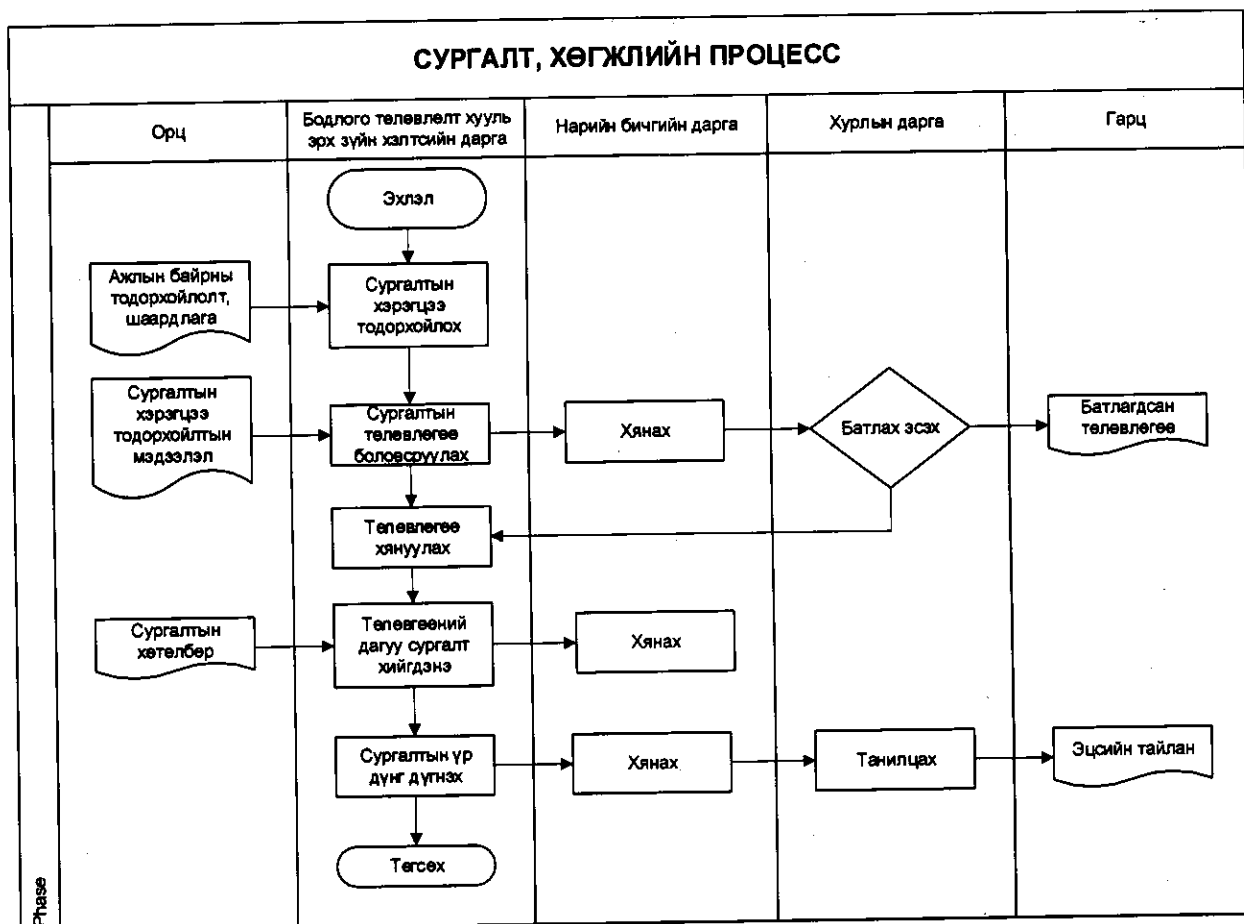 СУРГАЛТ, ХӨГЖЛИЙН ПРОЦЕСС
Орц
Бодлого төлөвлөлт хууль
эрх зүйн хэлтсийн дарга
Нарийн бичгийн дарга
Хурлын дарга
Гарц
Эхлэл
Ажлын байрны
тодорхойлолт,
шаардлага
Сургалтын
хэрэгцээ
тодорхойлох
Сургалтын
хэрэгцээ
тодорхойлтын
мэдээлэл
Сургалтын
төлөвлөгөө
боловсруулах
Хянах
Батлах эсэх
Батлагдсан
төлөвлөгөө
Төлөвлөгөө
хянуулах
Сургалтын
хөтөлбөр
Төлөвгөөний
дагуу сургалт
хийгдэнэ
Хянах
Сургалтын үр
дүнг дүгнэх
Хянах
Танилцах
Эцсийн тайлан
Төгсөх
Phase